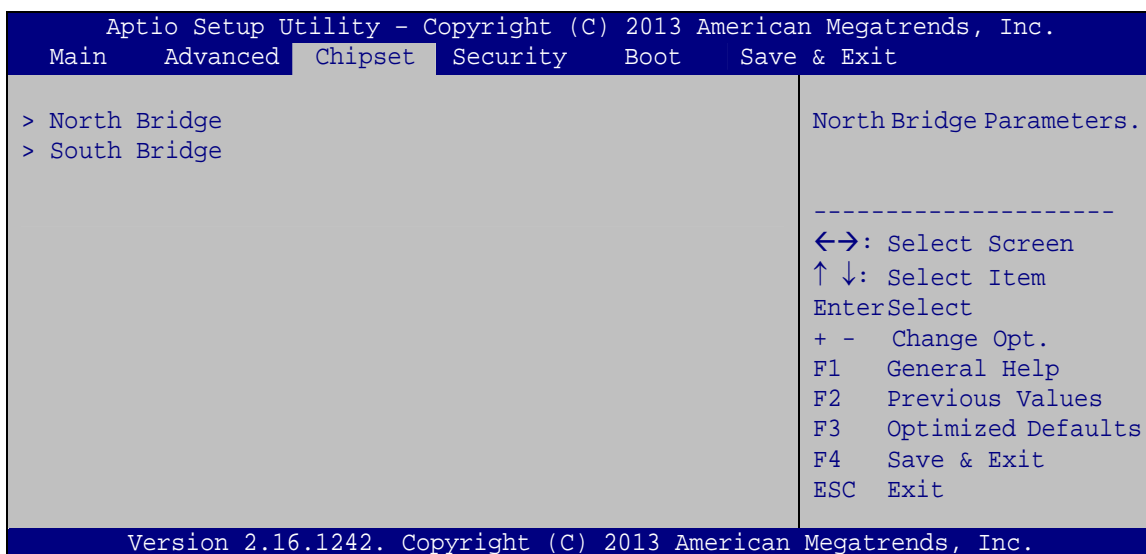 Aptio Setup Utility – Copyright (C) 2013 American Megatrends, Inc.
Main Advanced Chipset Security Boot Save & Exit
> North Bridge
> South Bridge
North Bridge Parameters.
---------------------
←→: Select Screen
↑ ↓: Select Item
EnterSelect
+ - Change Opt.
F1 General Help
F2 Previous Values
F3 Optimized Defaults
F4 Save & Exit
ESC Exit
Version 2.16.1242. Copyright (C) 2013 American Megatrends, Inc.